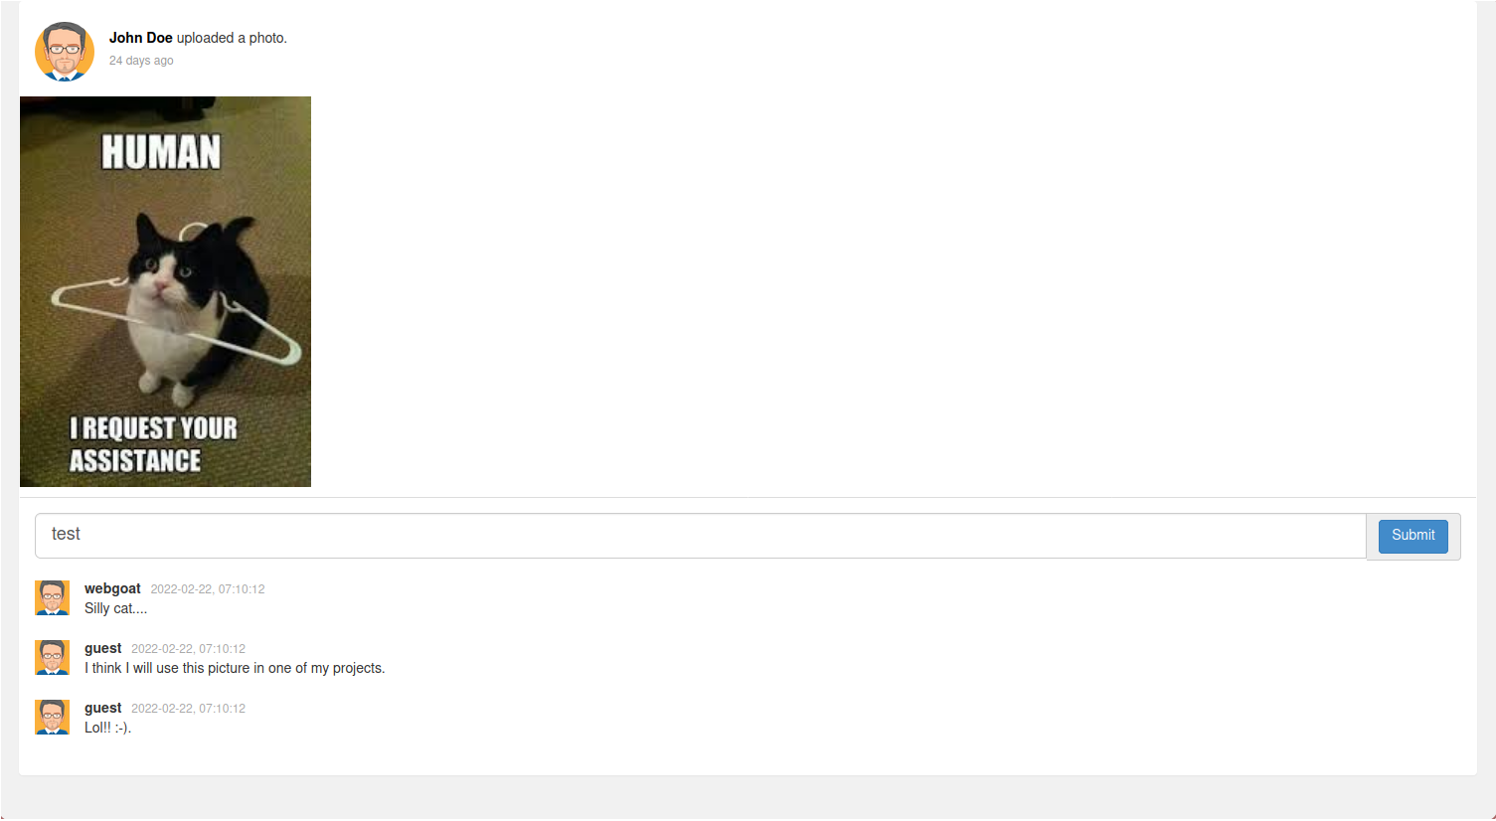 John Doe uploaded a photo.
24 days ago
HUMAN
I REQUEST YOUR
ASSISTANCE
test
Submit
webgoat 2022-02-22, 07:10:12
Silly cat....
guest 2022-02-22, 07:10:12
I think I will use this picture in one of my projects.
guest 2022-02-22, 07:10:12
Lol!! :-).